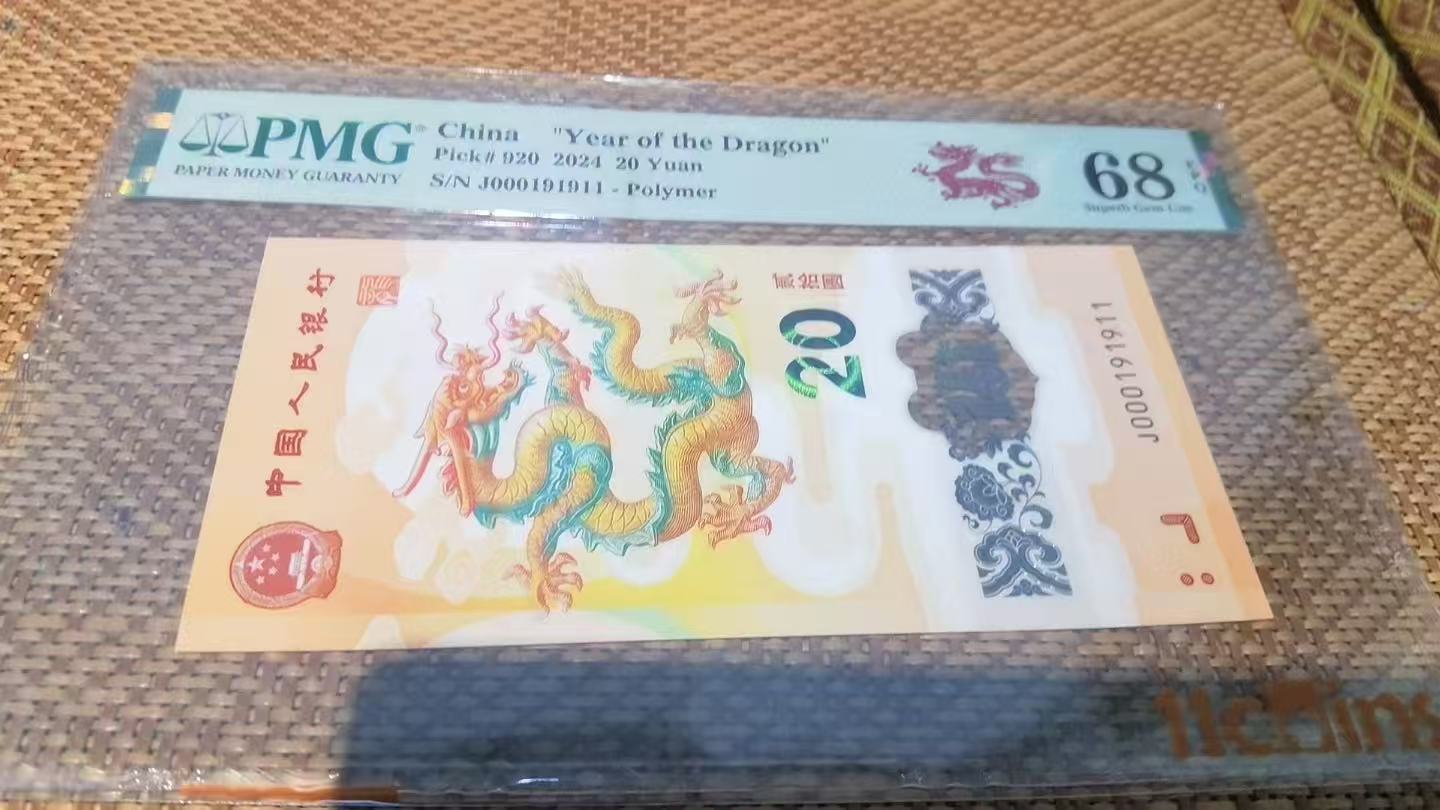 PMG®
PAPER MONEY GUARANTY
China "Year of the Dragon"
Pick# 920 2024 20 Yuan
S/N J000191911 - Polymer
68
Superb Gem Unc
中国人民银行
贰拾圆
20
J000191911